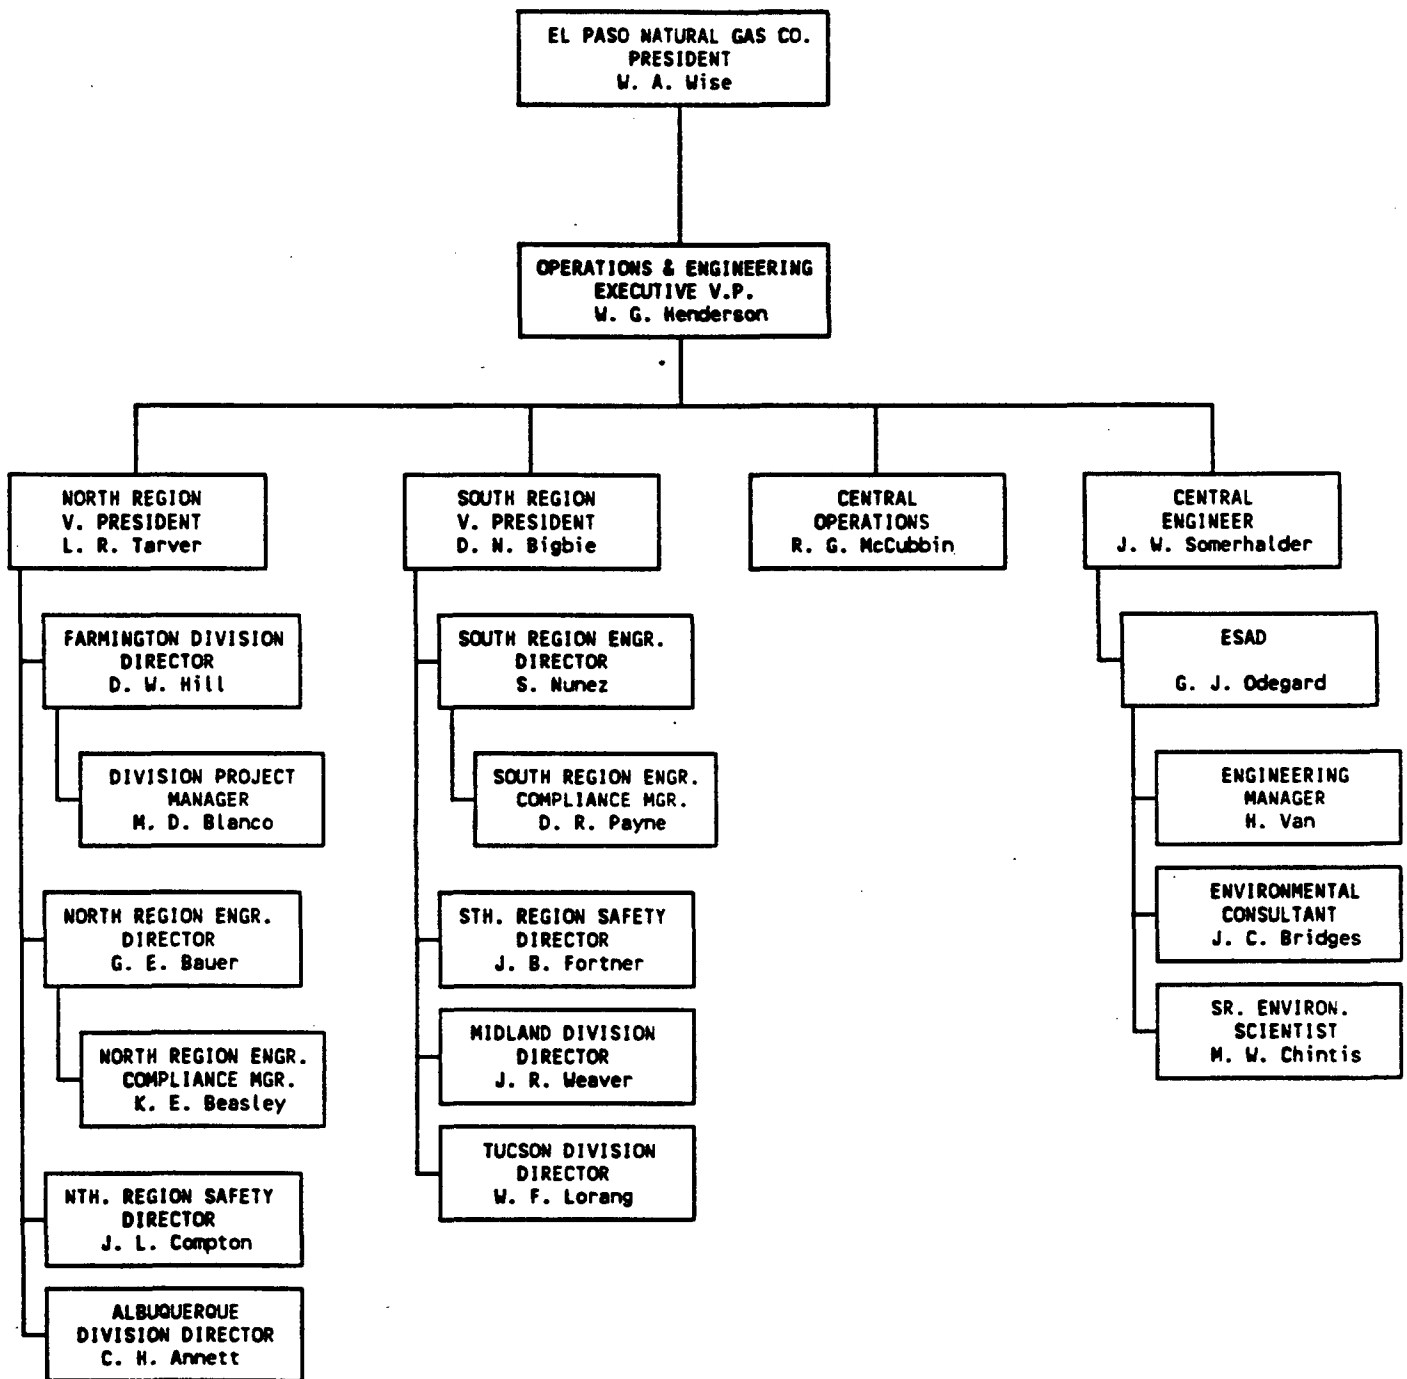 EL PASO NATURAL GAS CO.
PRESIDENT
W. A. Wise
OPERATIONS & ENGINEERING
EXECUTIVE V.P.
W. G. Henderson
NORTH REGION
V. PRESIDENT
L. R. Tarver
SOUTH REGION
V. PRESIDENT
D. N. Bigbie
CENTRAL
OPERATIONS
R. G. McCubbin
CENTRAL
ENGINEER
J. W. Somerhalder
FARMINGTON DIVISION
DIRECTOR
D. W. Hill
DIVISION PROJECT
MANAGER
M. D. Blanco
NORTH REGION ENGR.
DIRECTOR
G. E. Bauer
NORTH REGION ENGR.
COMPLIANCE MGR.
K. E. Beasley
NTH. REGION SAFETY
DIRECTOR
J. L. Compton
ALBUQUERQUE
DIVISION DIRECTOR
C. H. Annett
SOUTH REGION ENGR.
DIRECTOR
S. Nunez
SOUTH REGION ENGR.
COMPLIANCE MGR.
D. R. Payne
STH. REGION SAFETY
DIRECTOR
J. B. Fortner
MIDLAND DIVISION
DIRECTOR
J. R. Weaver
TUCSON DIVISION
DIRECTOR
W. F. Lorang
ESAD
G. J. Odegard
ENGINEERING
MANAGER
H. Van
ENVIRONMENTAL
CONSULTANT
J. C. Bridges
SR. ENVIRON.
SCIENTIST
M. W. Chintis